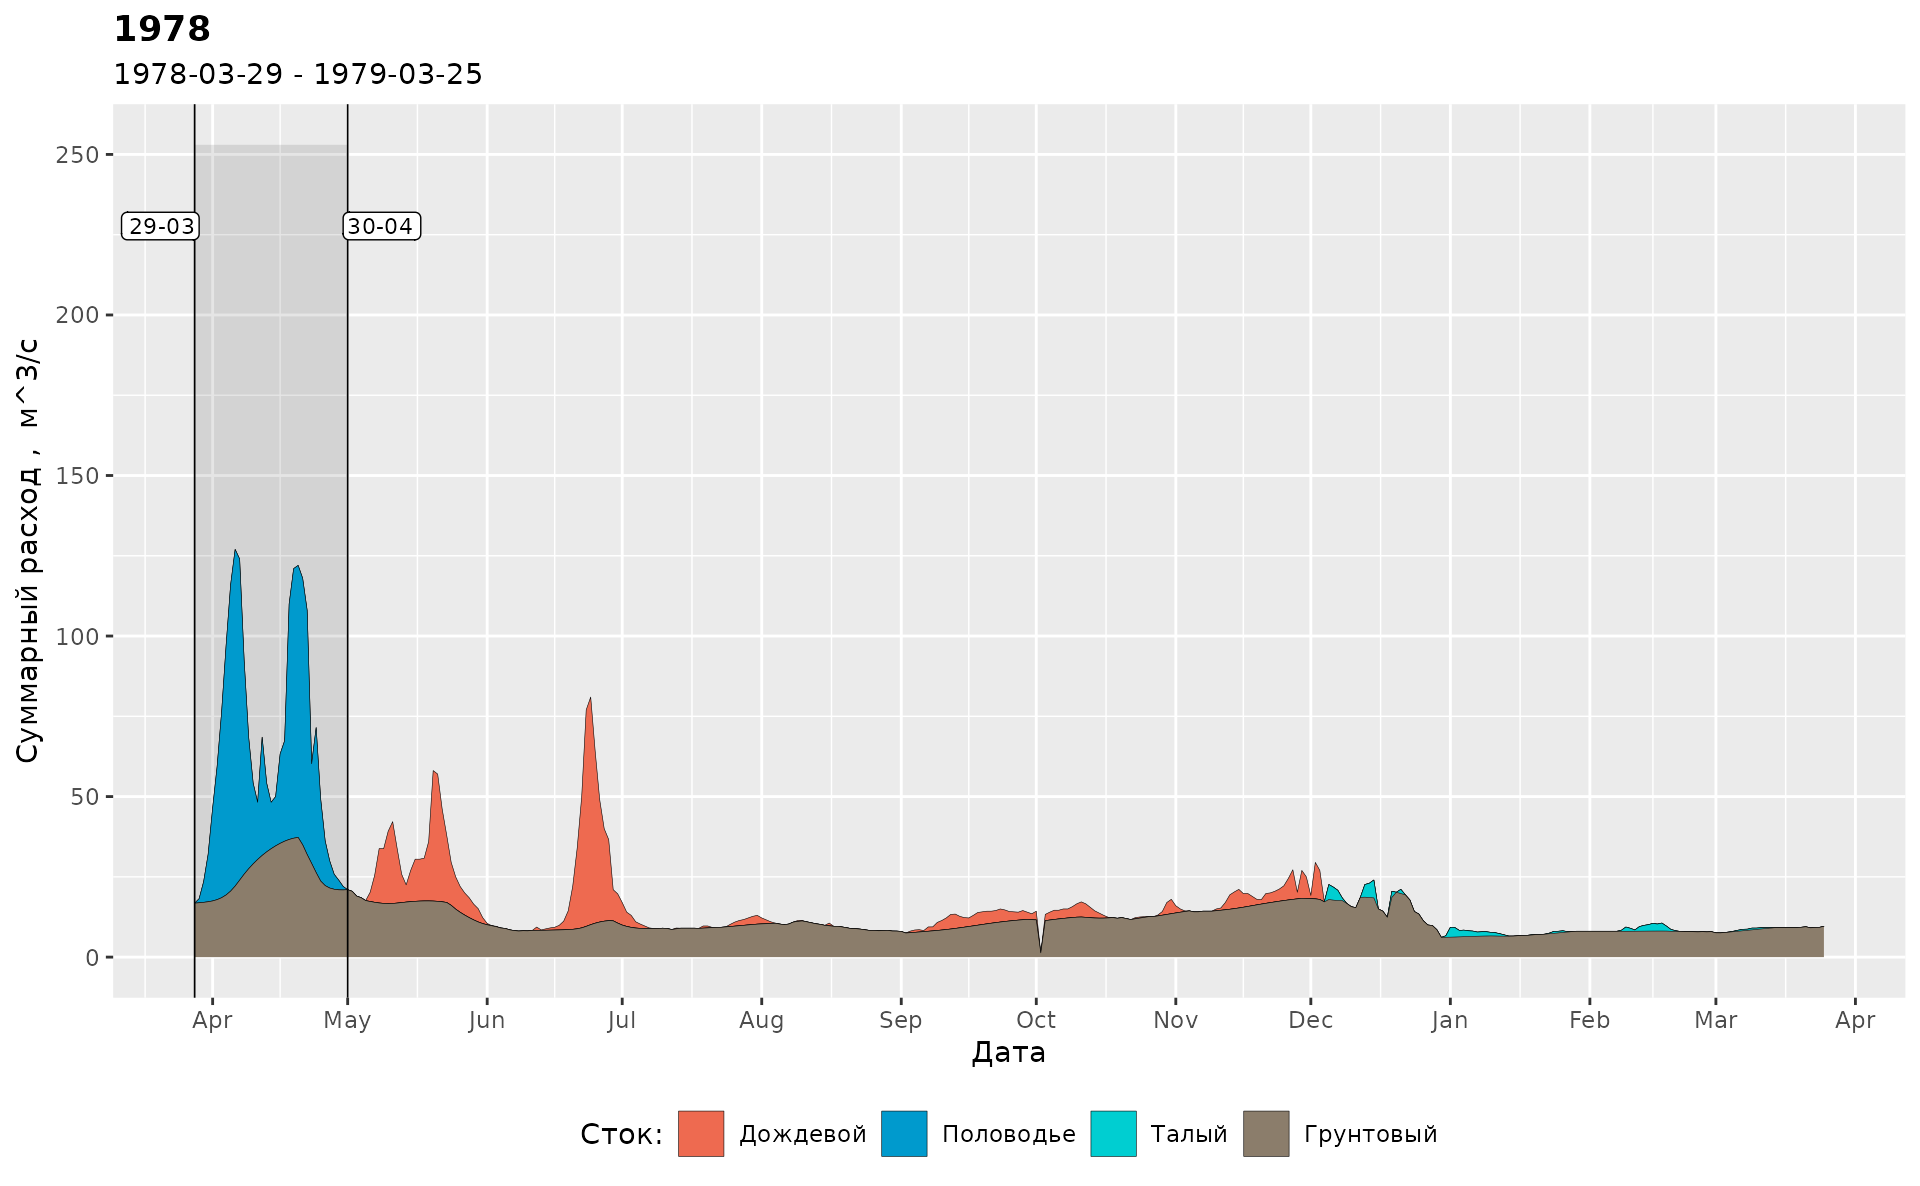 1978
1978-03-29 - 1979-03-25
Суммарный расход , м^3/с
250
200
150
100
50
0
29-03
30-04
Apr May Jun Jul Aug Sep Oct Nov Dec Jan Feb Mar Apr
Дата
Сток: Дождевой Половодье Талый Грунтовый